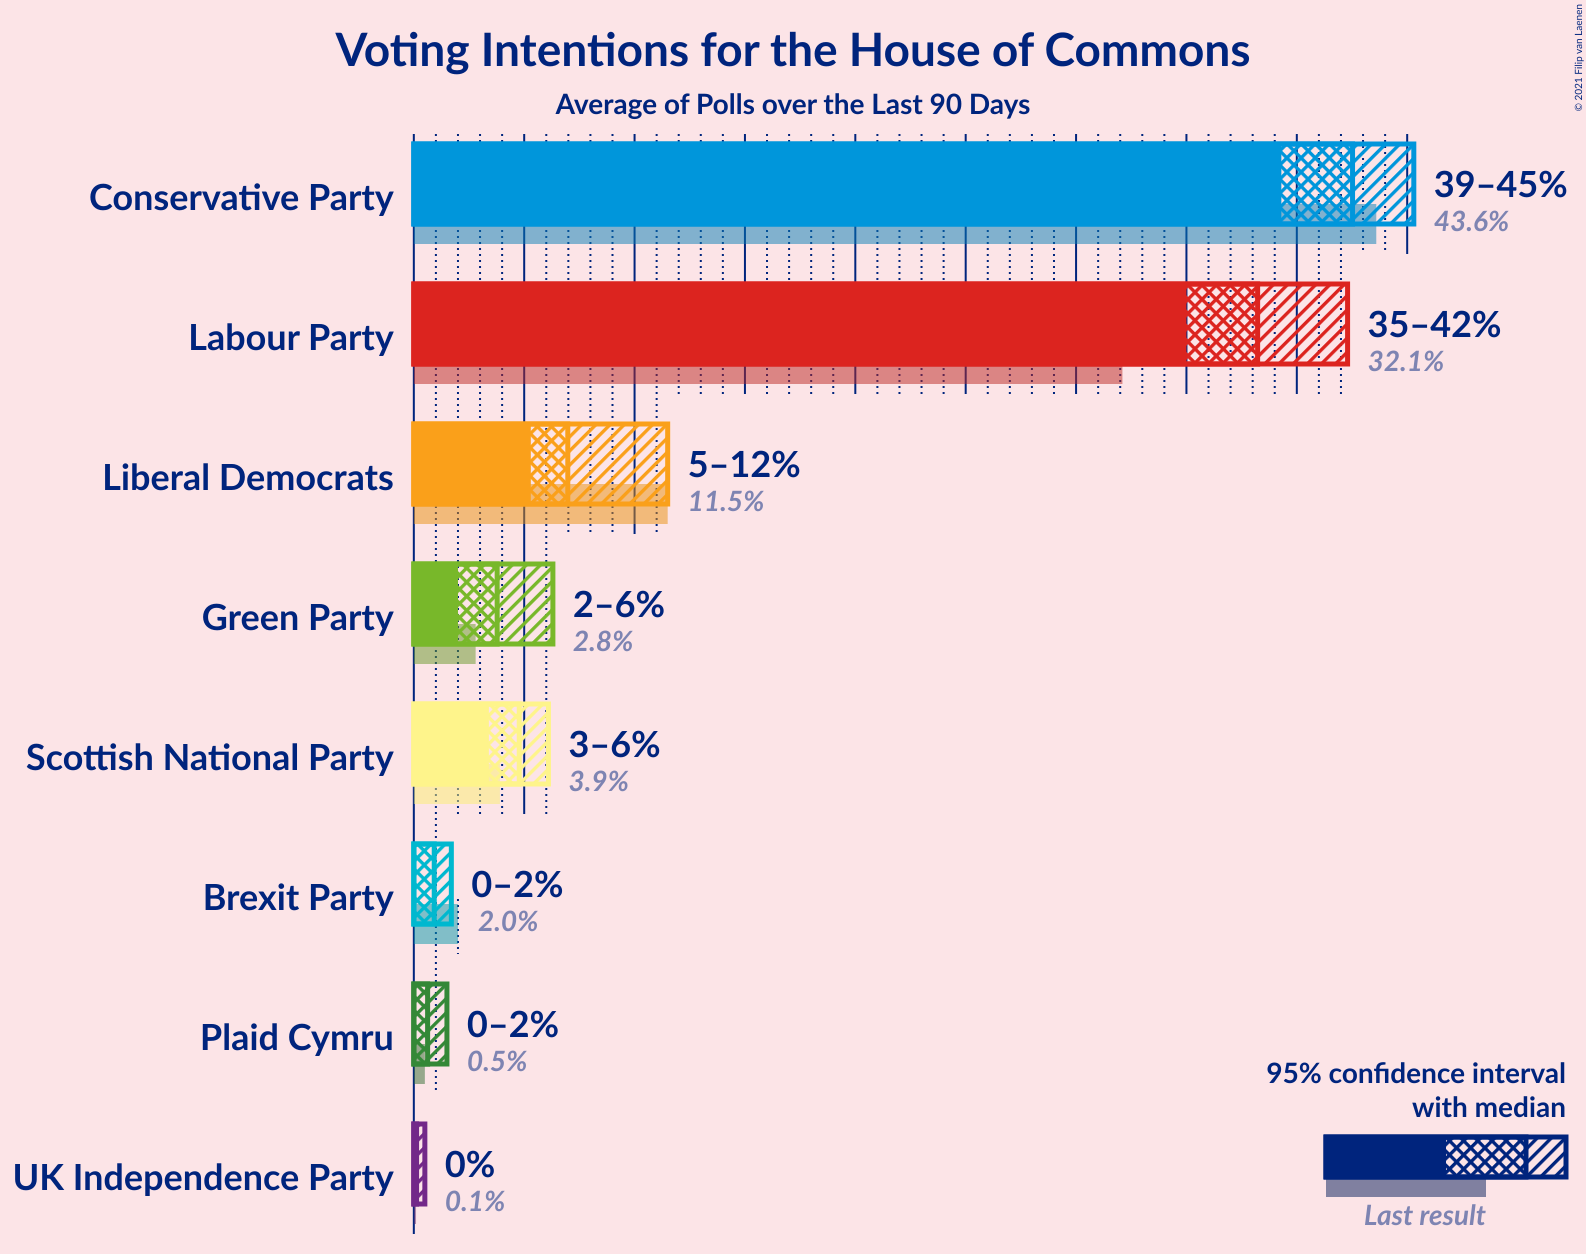 Voting Intentions for the House of Commons
Average of Polls over the Last 90 Days
© 2021 Filip van Laenen
Conservative Party
39–45%
43.6%
Labour Party
35–42%
32.1%
Liberal Democrats
5–12%
11.5%
Green Party
2–6%
2.8%
Scottish National Party
3–6%
3.9%
Brexit Party
0–2%
2.0%
Plaid Cymru
0–2%
0.5%
UK Independence Party
0%
0.1%
95% confidence interval
with median
Last result